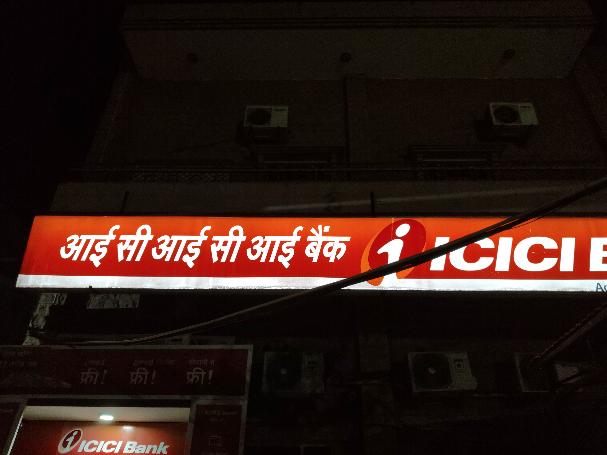 आई सी आई सी आई बैंक ICICI B
फ्री! फ्री! फ्री!
ICICI Bank